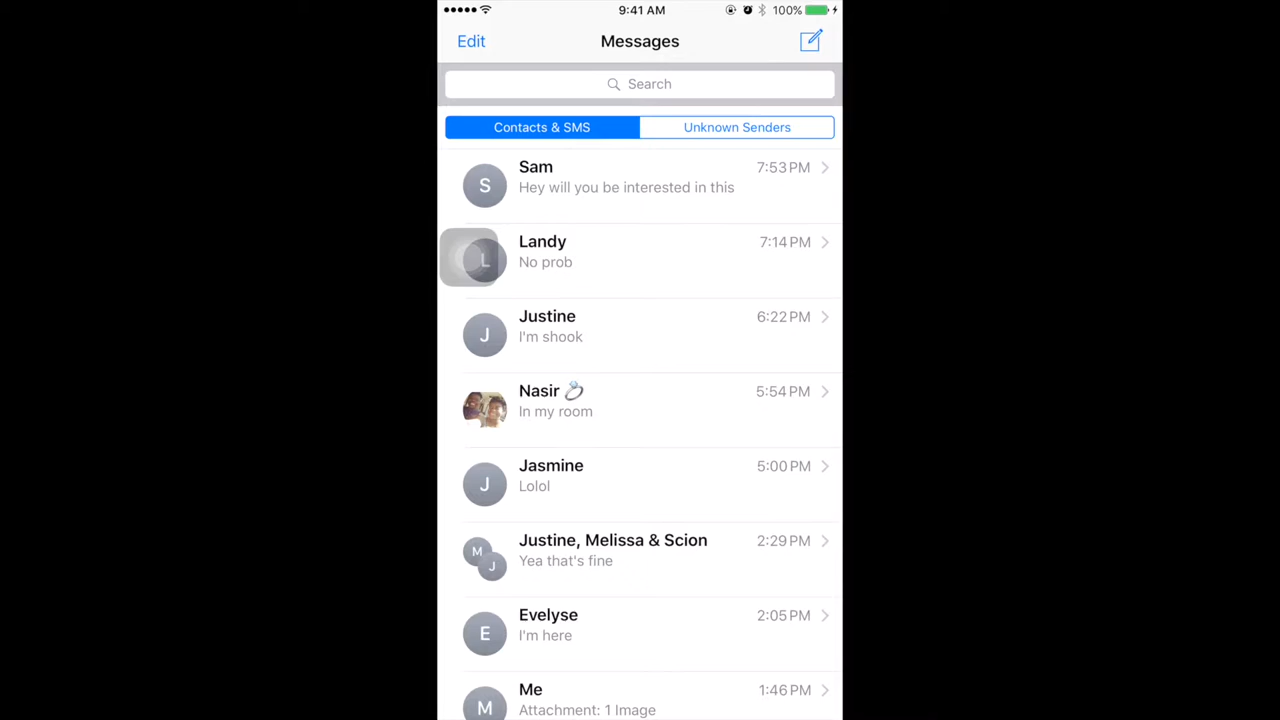 9:41 AM 100%
Edit Messages
Search
Contacts & SMS Unknown Senders
S Sam 7:53 PM
Hey will you be interested in this
L Landy 7:14 PM
No prob
J Justine 6:22 PM
I'm shook
Nasir 💍 5:54 PM
In my room
J Jasmine 5:00 PM
Lolol
M J Justine, Melissa & Scion 2:29 PM
Yea that's fine
E Evelyse 2:05 PM
I'm here
M Me 1:46 PM
Attachment: 1 Image